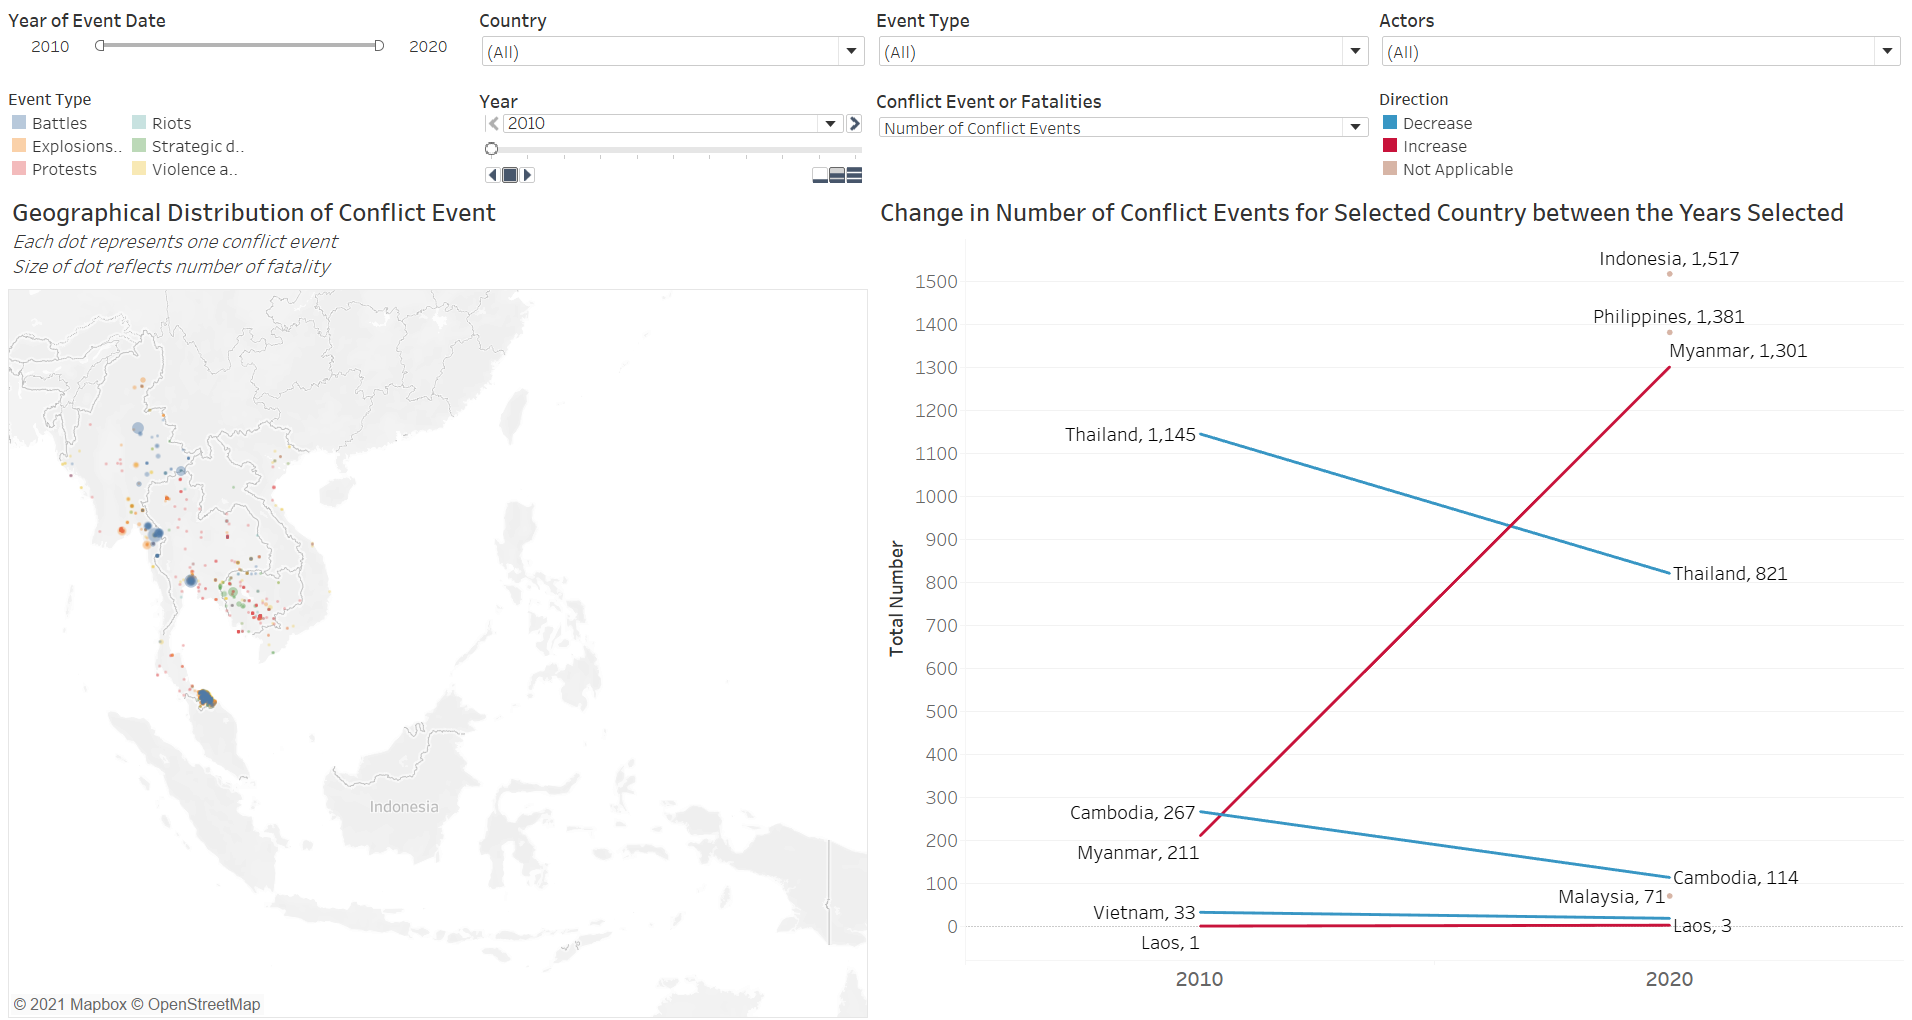 Year of Event Date
2010
2020
Country
(All)
Event Type
(All)
Actors
(All)
Event Type
Battles
Riots
Explosions..
Strategic d..
Protests
Violence a..
Year
2010
Conflict Event or Fatalities
Number of Conflict Events
Direction
Decrease
Increase
Not Applicable
Geographical Distribution of Conflict Event
Each dot represents one conflict event
Size of dot reflects number of fatality
Indonesia
© 2021 Mapbox © OpenStreetMap
Change in Number of Conflict Events for Selected Country between the Years Selected
Total Number
1500
1400
1300
1200
1100
1000
900
800
700
600
500
400
300
200
100
0
Indonesia, 1,517
Philippines, 1,381
Myanmar, 1,301
Thailand, 1,145
Thailand, 821
Cambodia, 267
Myanmar, 211
Cambodia, 114
Malaysia, 71
Vietnam, 33
Laos, 3
Laos, 1
2010
2020